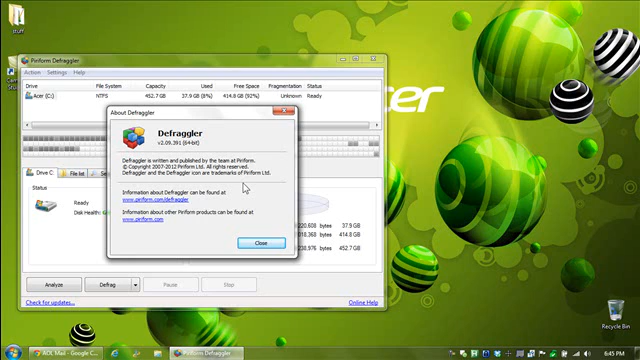 stuff
Piriform Defraggler
Action Settings Help
Drive File System Capacity Used Free Space Fragmentation Status
Acer (C:) NTFS 452.7 GB 37.9 GB (8%) 414.8 GB (92%) Unknown Ready
acer
About Defraggler
Defraggler
v2.09.391 (64-bit)
Defraggler is written and published by the team at Piriform.
© Copyright 2007-2012 Piriform Ltd. All rights reserved.
Defraggler and the Defraggler icon are trademarks of Piriform Ltd.
Information about Defraggler can be found at
www.piriform.com/defraggler
Information about other Piriform products can be found at
www.piriform.com
Close
Drive C: File list
Status
Ready
Disk Health:
220,608 bytes 37.9 GB
018,368 bytes 414.8 GB
238,976 bytes 452.7 GB
Analyze Defrag Pause Stop
Check for updates... Online Help
Recycle Bin
AOL Mail - Google C... Piriform Defraggler 6:45 PM